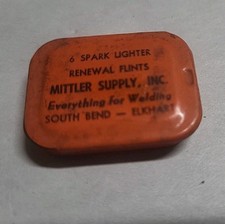 6 SPARK LIGHTER
RENEWAL FLINTS
MITTLER SUPPLY, INC.
Everything for Welding
SOUTH BEND — ELKHART